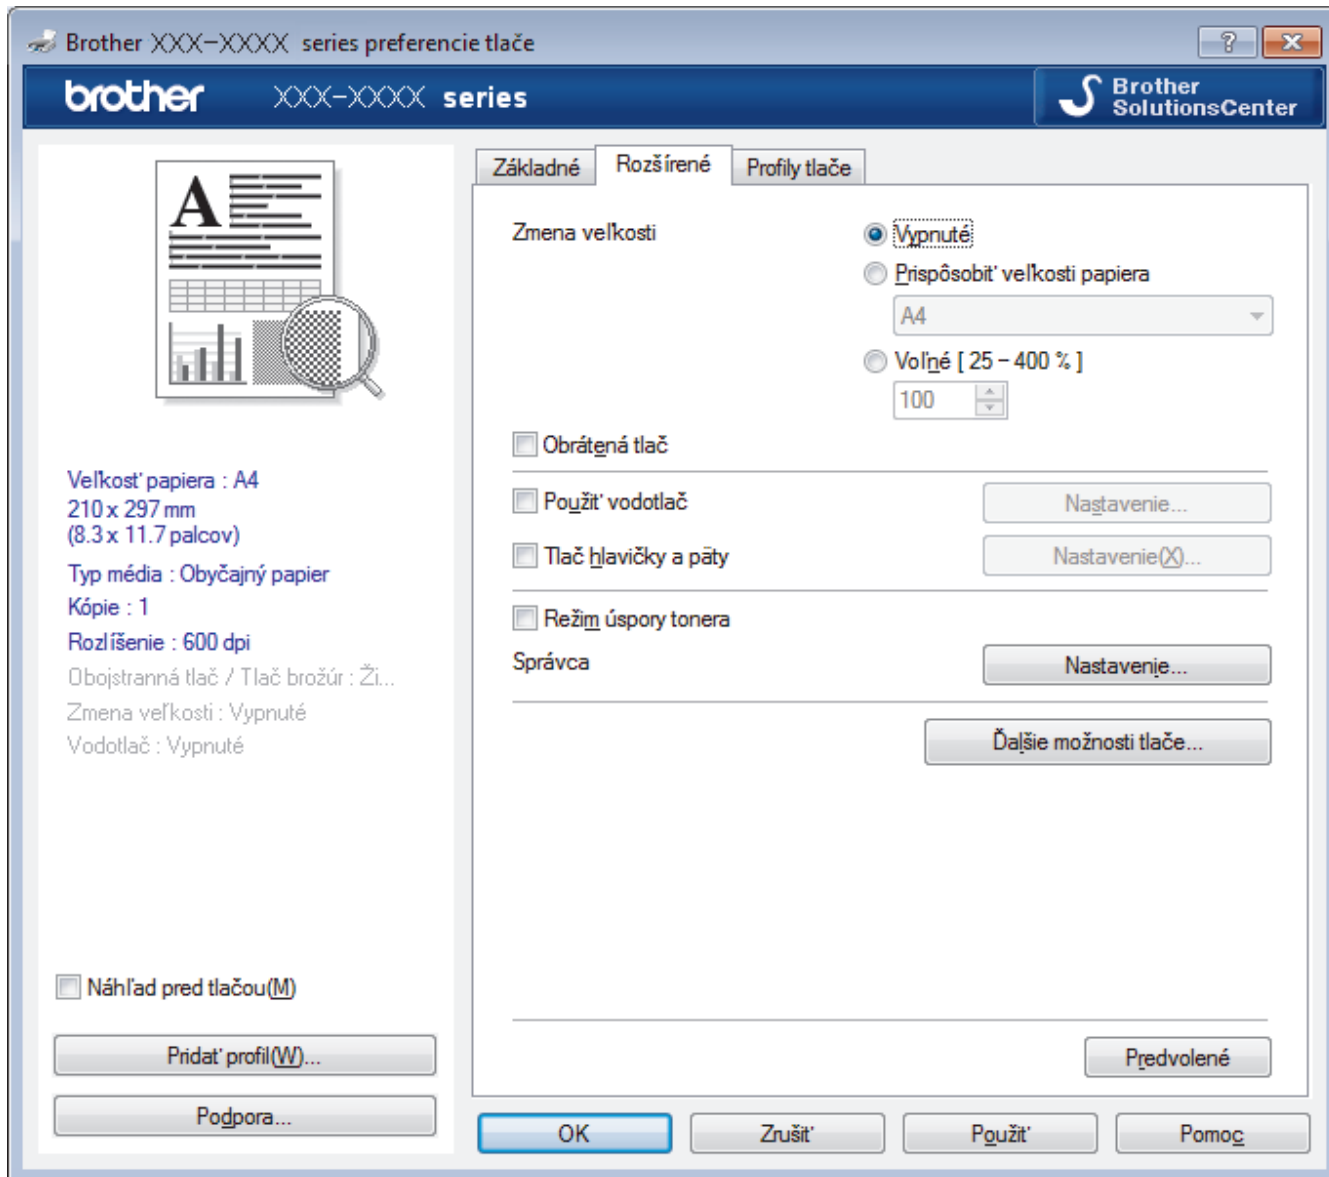 Brother XXX-XXXX series preferencie tlače
brother XXX-XXXX series
Brother
SolutionsCenter
A
Veľkosť papiera : A4
210 x 297 mm
(8.3 x 11.7 palcov)
Typ média : Obyčajný papier
Kópie : 1
Rozlíšenie : 600 dpi
Obojstranná tlač / Tlač brožúr : Ži...
Zmena veľkosti : Vypnuté
Vodotlač : Vypnuté
Náhľad pred tlačou(M)
Pridať profil(W)...
Podpora...
Základné Rozšírené Profily tlače
Zmena veľkosti
Vypnuté
Prispôsobiť veľkosti papiera
A4
Voľné [ 25 – 400 % ]
100
Obrátená tlač
Použiť vodotlač Nastavenie...
Tlač hlavičky a päty Nastavenie(X)...
Režim úspory tonera
Správca Nastavenie...
Ďalšie možnosti tlače...
Predvolené
OK Zrušiť Použiť Pomoc